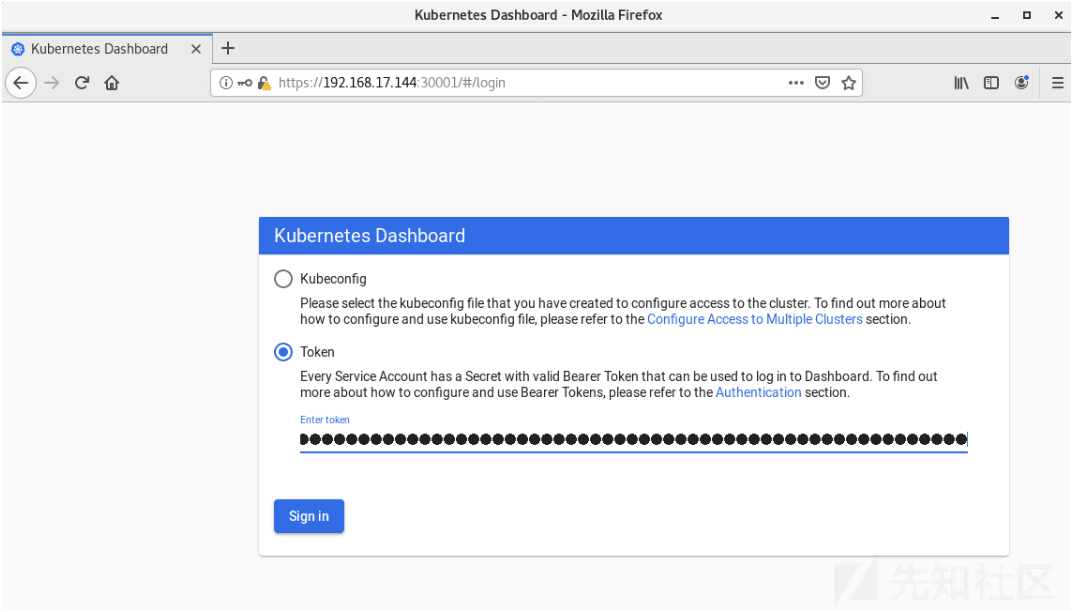 Kubernetes Dashboard - Mozilla Firefox
Kubernetes Dashboard
https://192.168.17.144:30001/#/login
Kubernetes Dashboard
Kubeconfig
Please select the kubeconfig file that you have created to configure access to the cluster. To find out more about
how to configure and use kubeconfig file, please refer to the Configure Access to Multiple Clusters section.
Token
Every Service Account has a Secret with valid Bearer Token that can be used to log in to Dashboard. To find out
more about how to configure and use Bearer Tokens, please refer to the Authentication section.
Enter token
Sign in
先知社区